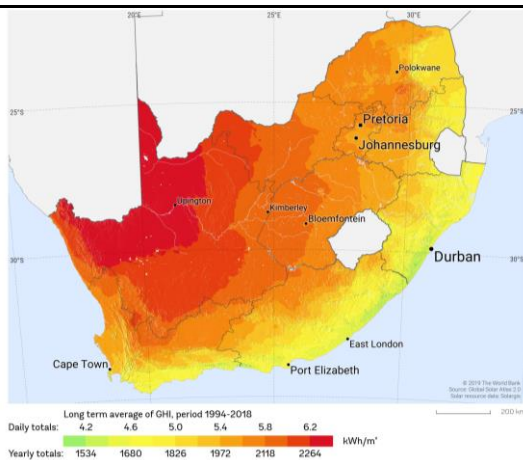 20°E 25°E 30°E
Polokwane
25°S
Pretoria
25°S
Johannesburg
Upington
Kimberley
Bloemfontein
30°S
Durban
30°S
East London
Cape Town
Port Elizabeth
© 2019 The World Bank
Source: Global Solar Atlas 2.0
Solar resource data: Solargis
200 km
Long term average of GHI, period 1994-2018
Daily totals: 4.2 4.6 5.0 5.4 5.8 6.2
kWh/m²
Yearly totals: 1534 1680 1826 1972 2118 2264